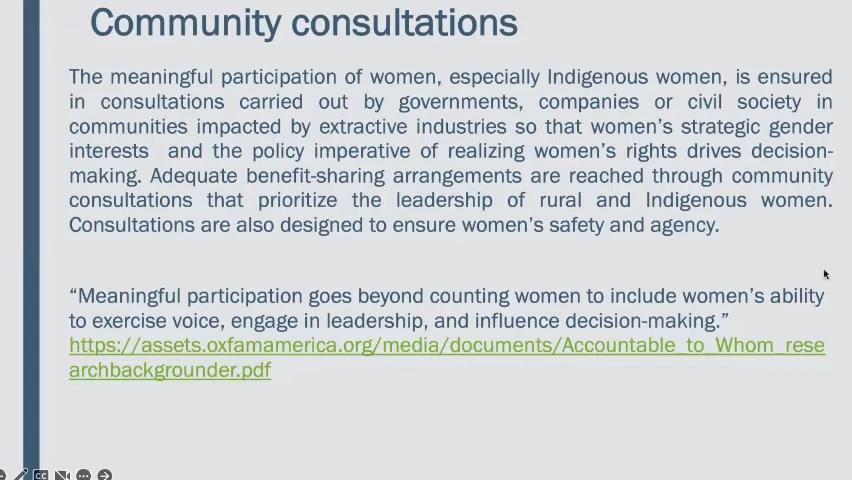 Community consultations
The meaningful participation of women, especially Indigenous women, is ensured
in consultations carried out by governments, companies or civil society in
communities impacted by extractive industries so that women's strategic gender
interests and the policy imperative of realizing women's rights drives decision-
making. Adequate benefit-sharing arrangements are reached through community
consultations that prioritize the leadership of rural and Indigenous women.
Consultations are also designed to ensure women's safety and agency.
“Meaningful participation goes beyond counting women to include women's ability
to exercise voice, engage in leadership, and influence decision-making.”
https://assets.oxfamamerica.org/media/documents/Accountable_to_Whom_rese
archbackgrounder.pdf
CC